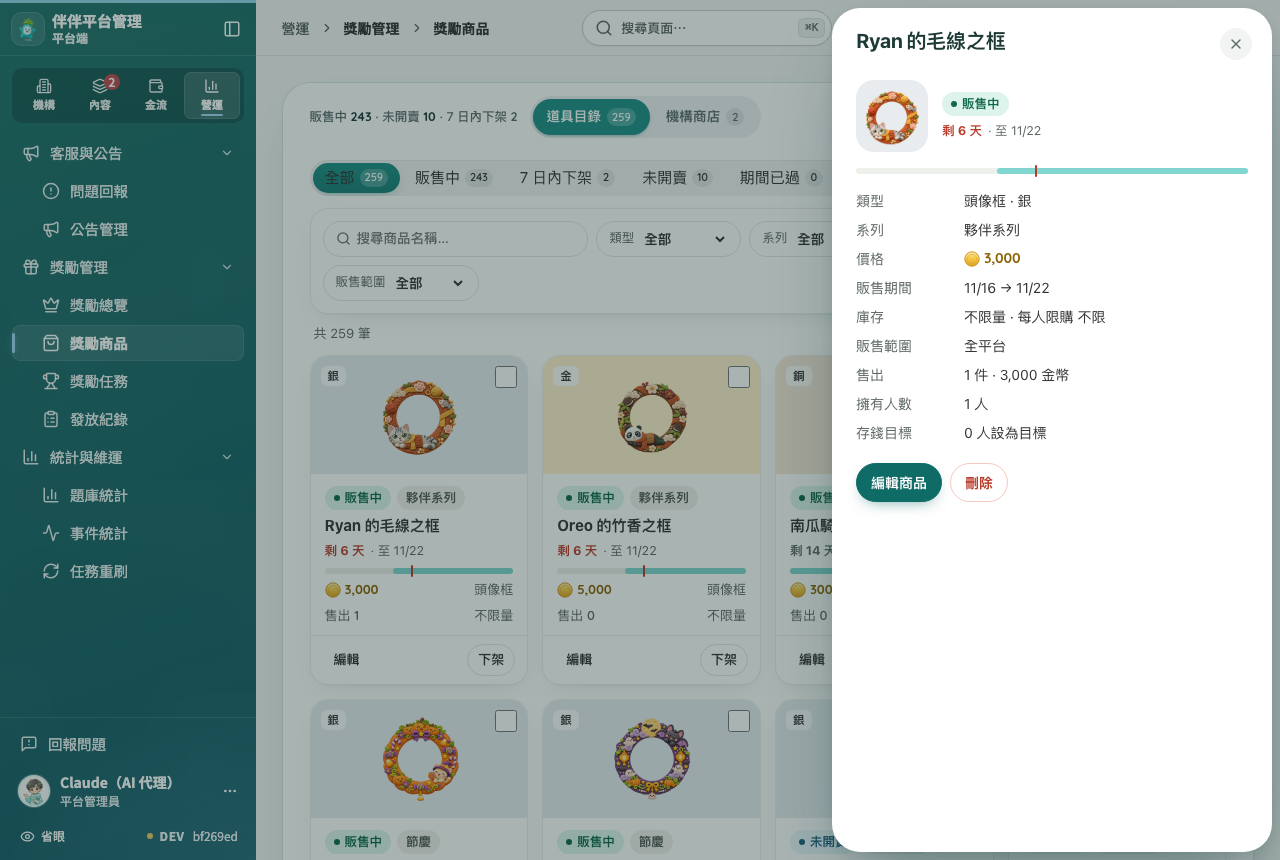 伴伴平台管理
平台端
機構
內容
2
金流
營運
客服與公告
問題回報
公告管理
獎勵管理
獎勵總覽
獎勵商品
獎勵任務
發放紀錄
統計與維運
題庫統計
事件統計
任務重刷
回報問題
Claude（AI 代理）
平台管理員
省眼
DEV bf269ed
營運 > 獎勵管理 > 獎勵商品
搜尋頁面⋯ ⌘K
販售中 243 · 未開賣 10 · 7 日內下架 2
道具目錄 259
機構商店 2
全部 259
販售中 243
7 日內下架 2
未開賣 10
期間已過 0
搜尋商品名稱...
類型 全部
系列 全部
販售範圍 全部
共 259 筆
銀
販售中 夥伴系列
Ryan 的毛線之框
剩 6 天 · 至 11/22
3,000 頭像框
售出 1 不限量
編輯 下架
金
販售中 夥伴系列
Oreo 的竹香之框
剩 6 天 · 至 11/22
5,000 頭像框
售出 0 不限量
編輯 下架
銅
販售
南瓜騎
剩 14 天
300
售出 0
編輯
銀
販售中 節慶
銀
販售中 節慶
銀
未開
Ryan 的毛線之框
販售中
剩 6 天 · 至 11/22
類型 頭像框 · 銀
系列 夥伴系列
價格 3,000
販售期間 11/16 → 11/22
庫存 不限量 · 每人限購 不限
販售範圍 全平台
售出 1 件 · 3,000 金幣
擁有人數 1 人
存錢目標 0 人設為目標
編輯商品 刪除